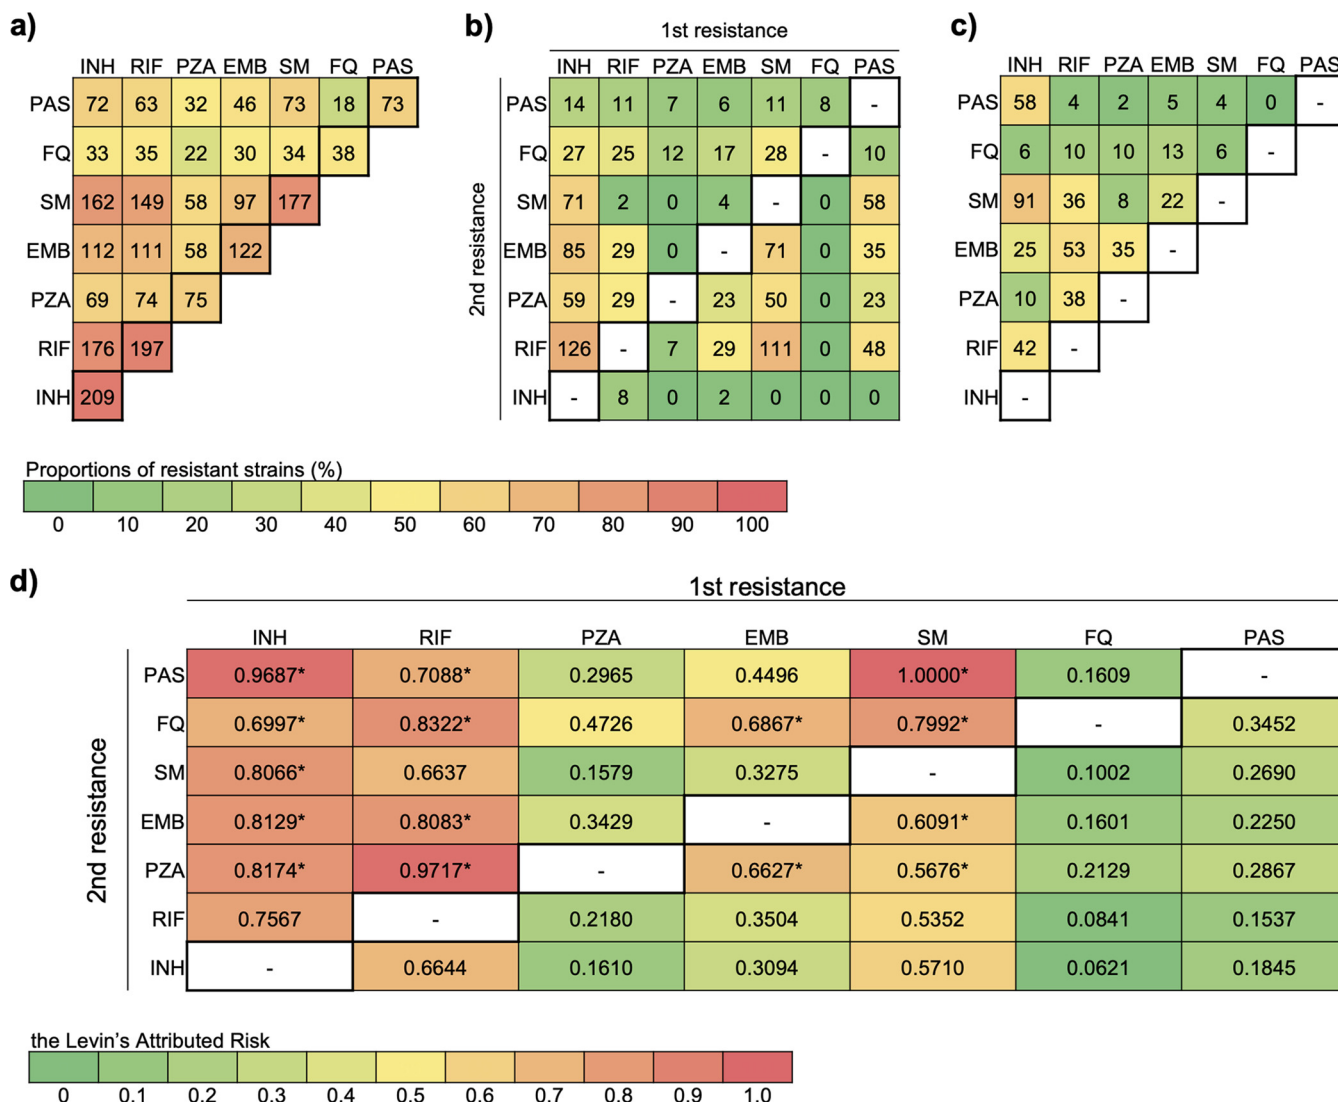 a)
INH RIF PZA EMB SM FQ PAS
PAS 72 63 32 46 73 18 73
FQ 33 35 22 30 34 38
SM 162 149 58 97 177
EMB 112 111 58 122
PZA 69 74 75
RIF 176 197
INH 209
b)
1st resistance
INH RIF PZA EMB SM FQ PAS
2nd resistance
PAS 14 11 7 6 11 8 -
FQ 27 25 12 17 28 - 10
SM 71 2 0 4 - 0 58
EMB 85 29 0 - 71 0 35
PZA 59 29 - 23 50 0 23
RIF 126 - 7 29 111 0 48
INH - 8 0 2 0 0 0
c)
INH RIF PZA EMB SM FQ PAS
PAS 58 4 2 5 4 0 -
FQ 6 10 10 13 6 -
SM 91 36 8 22 -
EMB 25 53 35 -
PZA 10 38 -
RIF 42 -
INH -
Proportions of resistant strains (%)
0 10 20 30 40 50 60 70 80 90 100
d)
1st resistance
INH RIF PZA EMB SM FQ PAS
2nd resistance
PAS 0.9687* 0.7088* 0.2965 0.4496 1.0000* 0.1609 -
FQ 0.6997* 0.8322* 0.4726 0.6867* 0.7992* - 0.3452
SM 0.8066* 0.6637 0.1579 0.3275 - 0.1002 0.2690
EMB 0.8129* 0.8083* 0.3429 - 0.6091* 0.1601 0.2250
PZA 0.8174* 0.9717* - 0.6627* 0.5676* 0.2129 0.2867
RIF 0.7567 - 0.2180 0.3504 0.5352 0.0841 0.1537
INH - 0.6644 0.1610 0.3094 0.5710 0.0621 0.1845
the Levin's Attributed Risk
0 0.1 0.2 0.3 0.4 0.5 0.6 0.7 0.8 0.9 1.0